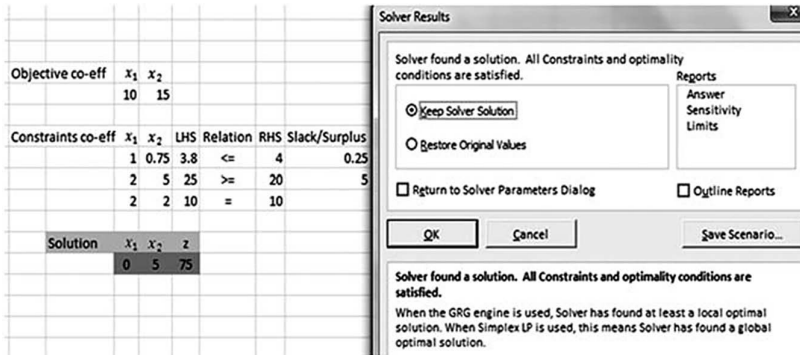 Objective co-eff x1 x2
10 15
Constraints co-eff x1 x2 LHS Relation RHS Slack/Surplus
1 0.75 3.8 <= 4 0.25
2 5 25 >= 20 5
2 2 10 = 10
Solution x1 x2 z
0 5 75
Solver Results
X
Solver found a solution. All Constraints and optimality
conditions are satisfied.
Reports
Answer
Sensitivity
Limits
Keep Solver Solution
Restore Original Values
Return to Solver Parameters Dialog
Outline Reports
OK
Cancel
Save Scenario...
Solver found a solution. All Constraints and optimality conditions are
satisfied.
When the GRG engine is used, Solver has found at least a local optimal
solution. When Simplex LP is used, this means Solver has found a global
optimal solution.